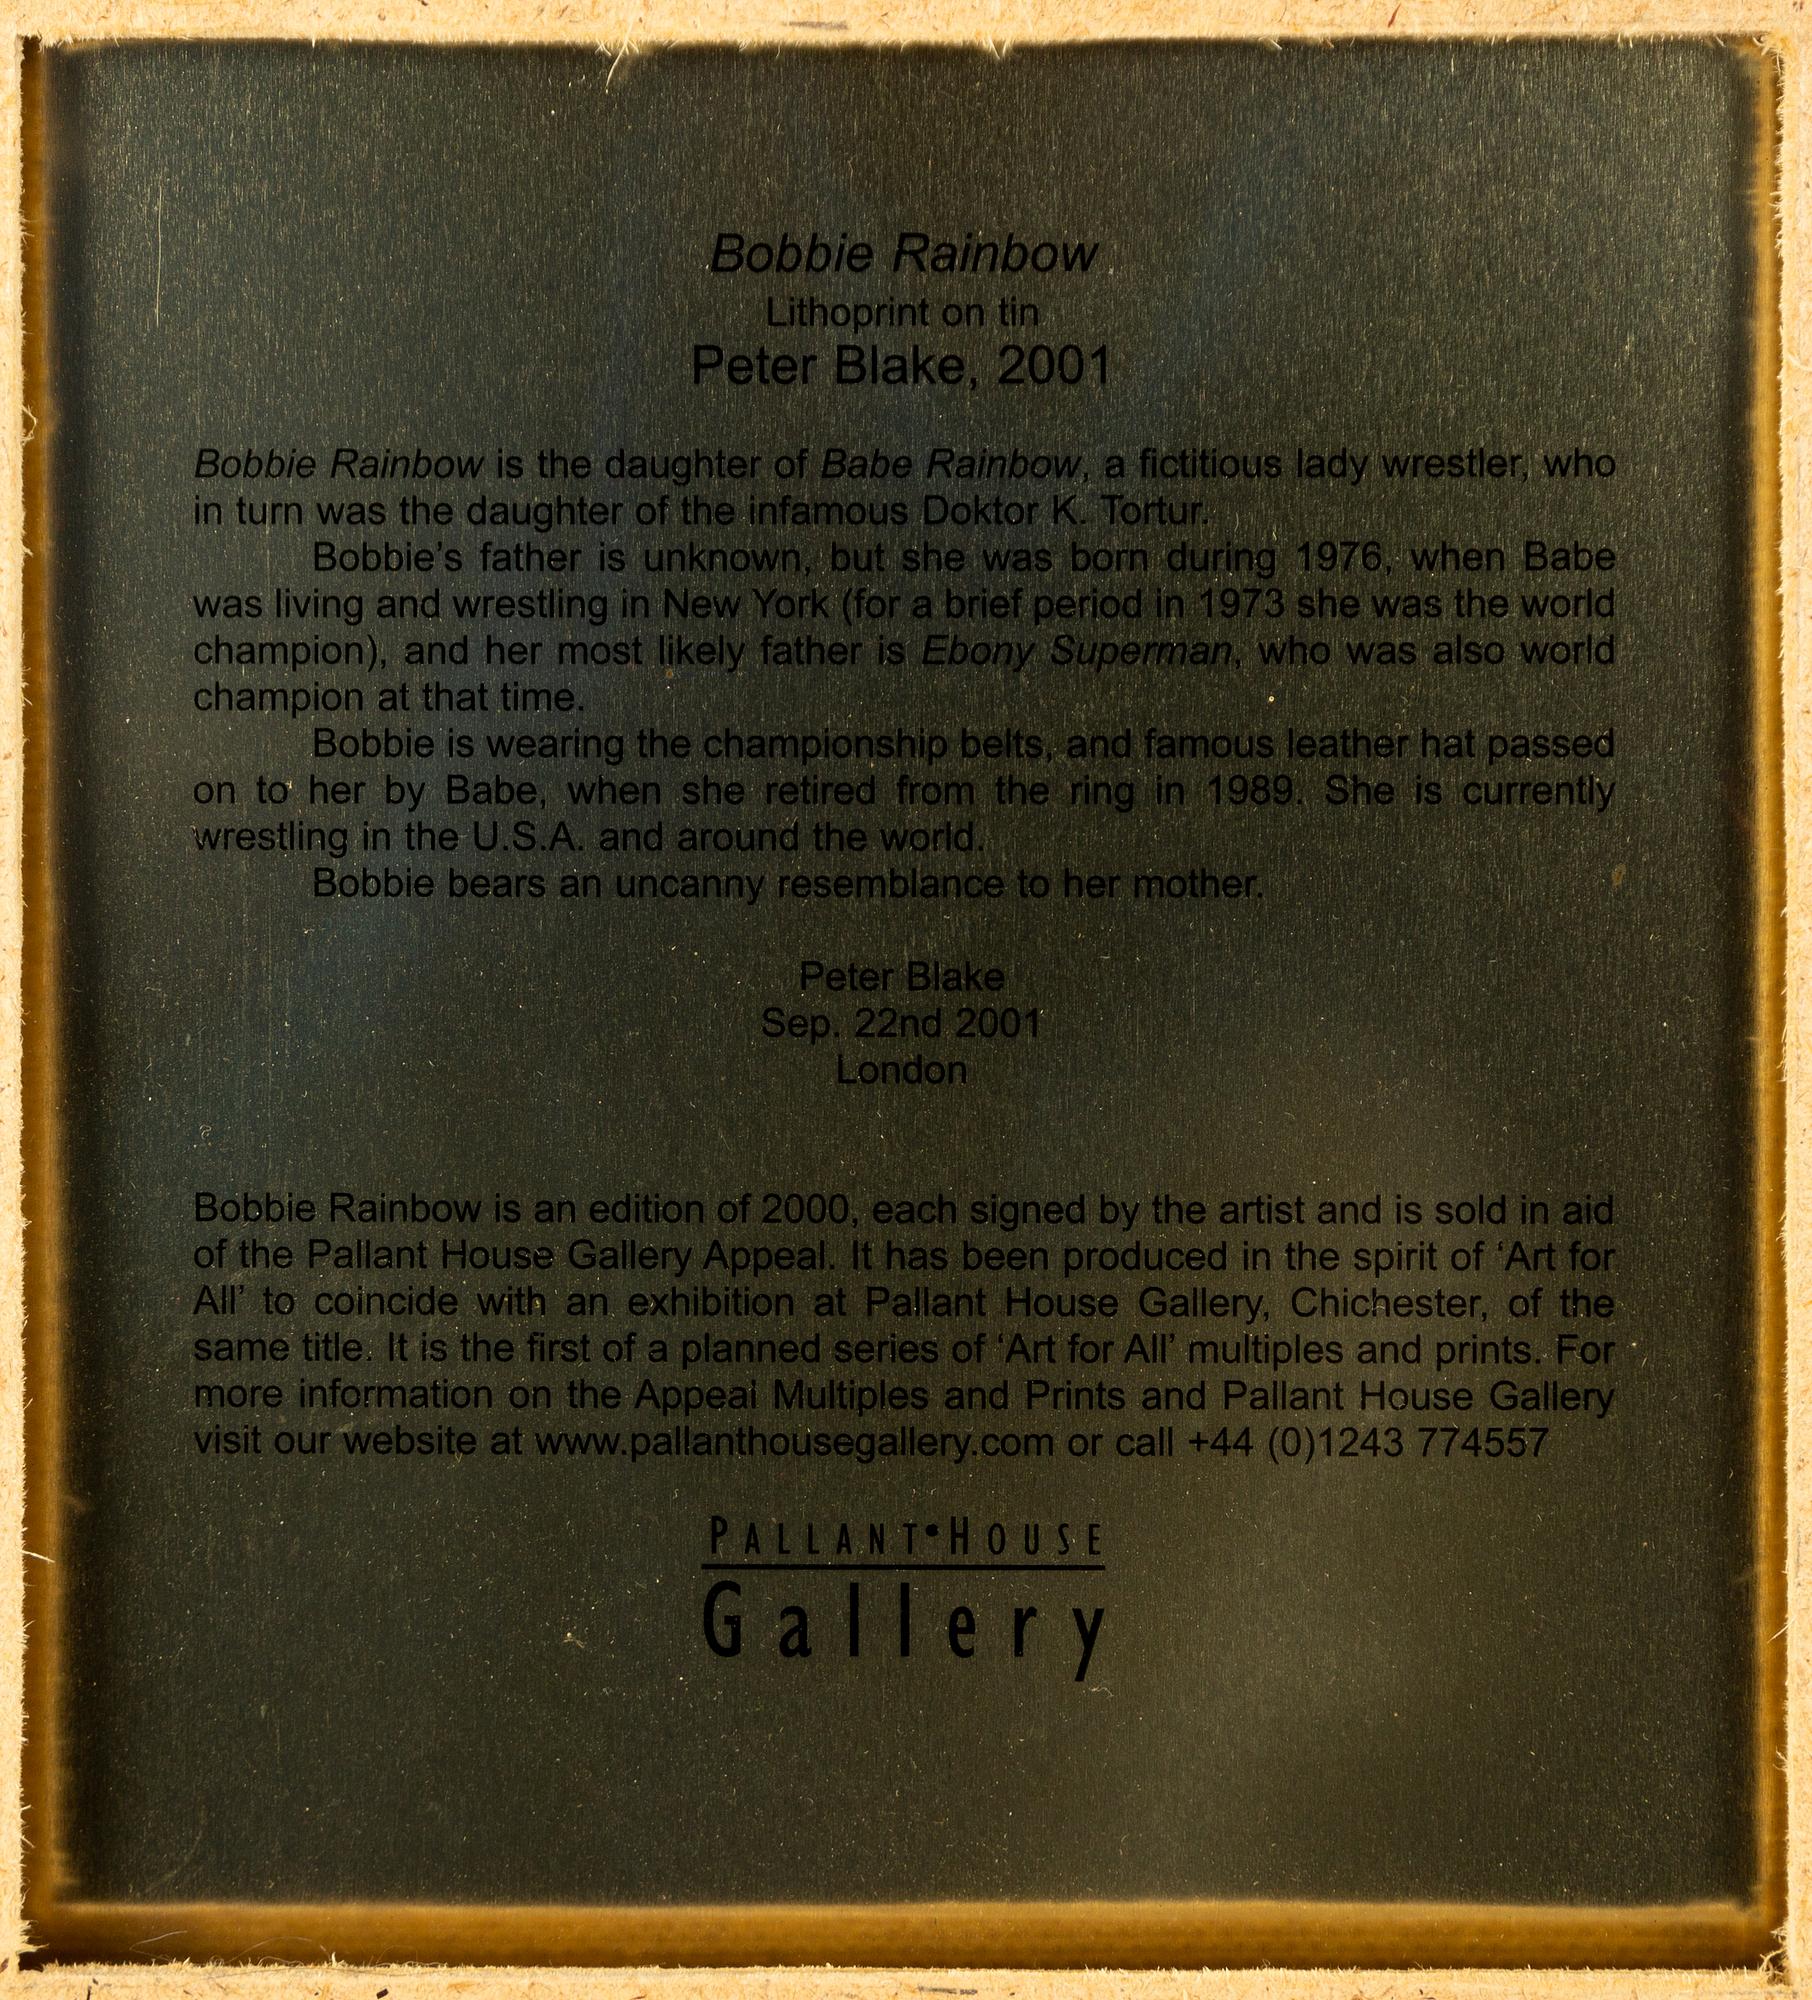 Bobbie Rainbow
Lithoprint on tin
Peter Blake, 2001
Bobbie Rainbow is the daughter of Babe Rainbow, a fictitious lady wrestler, who
in turn was the daughter of the infamous Doktor K. Tortur.
Bobbie’s father is unknown, but she was born during 1976, when Babe
was living and wrestling in New York (for a brief period in 1973 she was the world
champion), and her most likely father is Ebony Superman, who was also world
champion at that time.
Bobbie is wearing the championship belts, and famous leather hat passed
on to her by Babe, when she retired from the ring in 1989. She is currently
wrestling in the U.S.A. and around the world.
Bobbie bears an uncanny resemblance to her mother.
Peter Blake
Sep. 22nd 2001
London
Bobbie Rainbow is an edition of 2000, each signed by the artist and is sold in aid
of the Pallant House Gallery Appeal. It has been produced in the spirit of ‘Art for
All’ to coincide with an exhibition at Pallant House Gallery, Chichester, of the
same title. It is the first of a planned series of ‘Art for All’ multiples and prints. For
more information on the Appeal Multiples and Prints and Pallant House Gallery
visit our website at www.pallanthousegallery.com or call +44 (0)1243 774557
PALLANT•HOUSE
Gallery